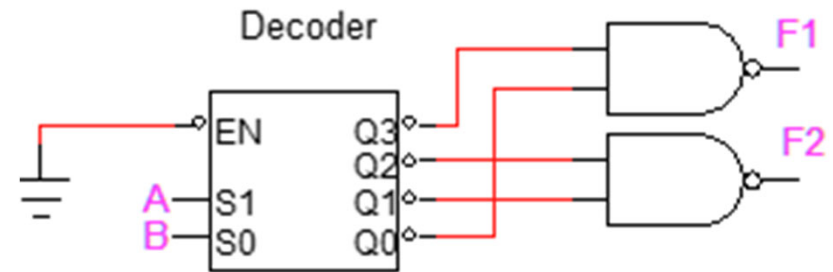 Decoder
F1
EN Q3
Q2
F2
A S1 Q1
B S0 Q0